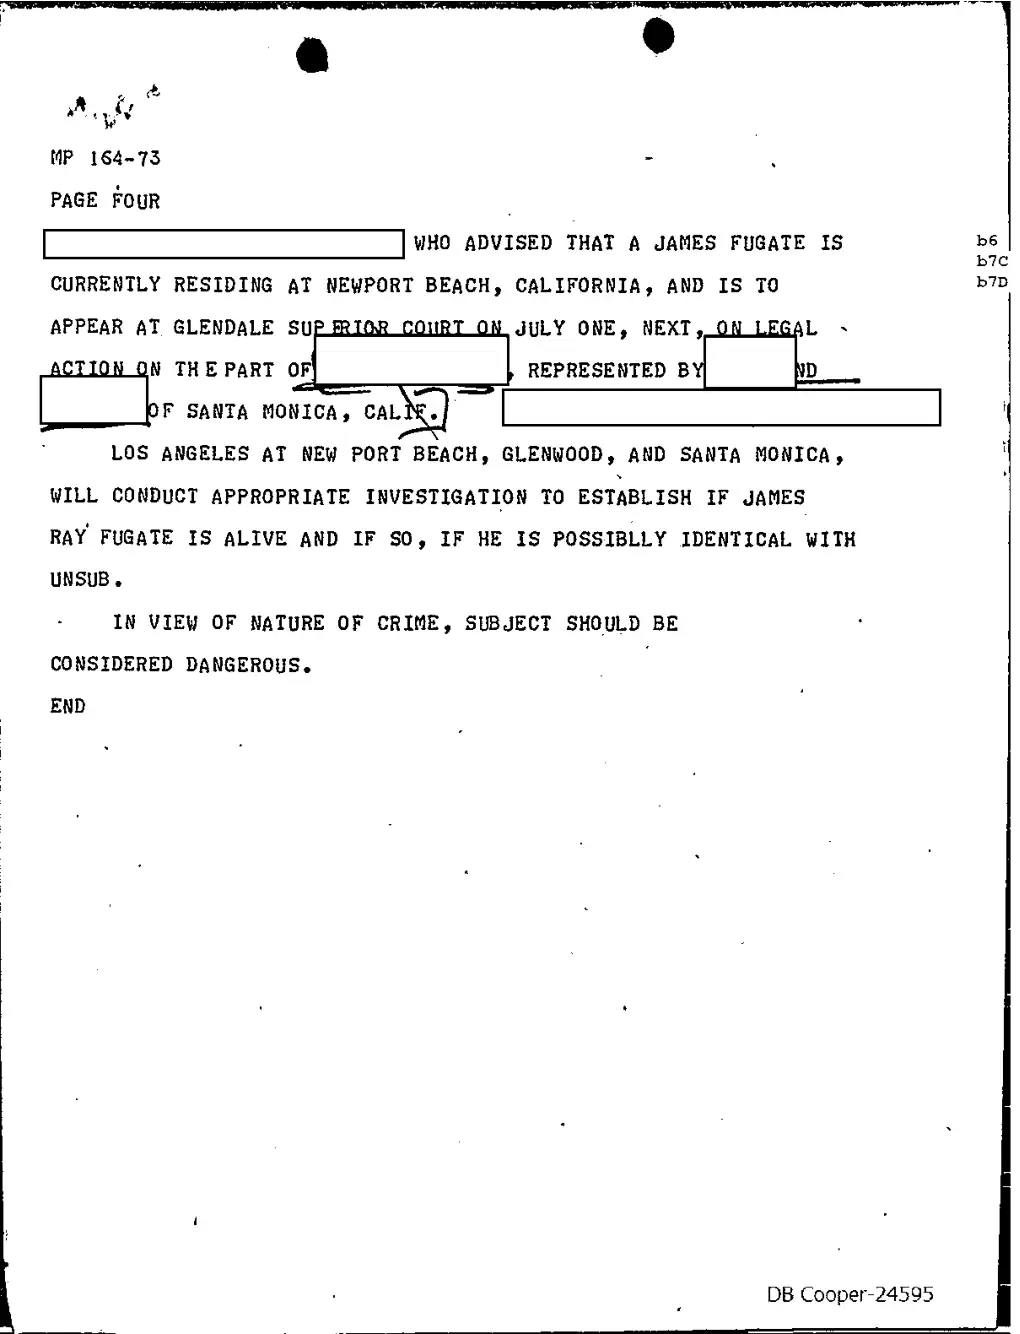 MP 164-73
PAGE FOUR
WHO ADVISED THAT A JAMES FUGATE IS
b6
b7C
b7D
CURRENTLY RESIDING AT NEWPORT BEACH, CALIFORNIA, AND IS TO
APPEAR AT GLENDALE SUPERIOR COURT ON JULY ONE, NEXT, ON LEGAL
ACTION ON THE PART OF , REPRESENTED BY ND
OF SANTA MONICA, CALIF.
LOS ANGELES AT NEW PORT BEACH, GLENWOOD, AND SANTA MONICA,
WILL CONDUCT APPROPRIATE INVESTIGATION TO ESTABLISH IF JAMES
RAY FUGATE IS ALIVE AND IF SO, IF HE IS POSSIBLLY IDENTICAL WITH
UNSUB.
IN VIEW OF NATURE OF CRIME, SUBJECT SHOULD BE
CONSIDERED DANGEROUS.
END
DB Cooper-24595